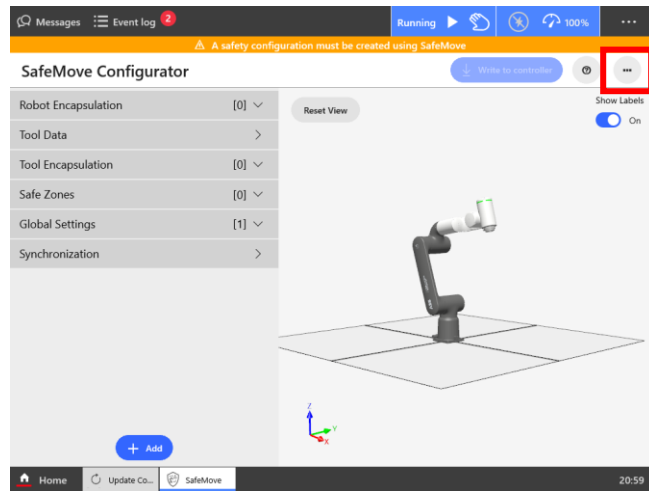 Messages Event log 2 Running 100% ...
A safety configuration must be created using SafeMove
SafeMove Configurator Write to controller ...
Robot Encapsulation [0]
Reset View
Show Labels
On
Tool Data
Tool Encapsulation [0]
Safe Zones [0]
Global Settings [1]
Synchronization
Z
Y
X
+ Add
Home Update Co... SafeMove 20:59